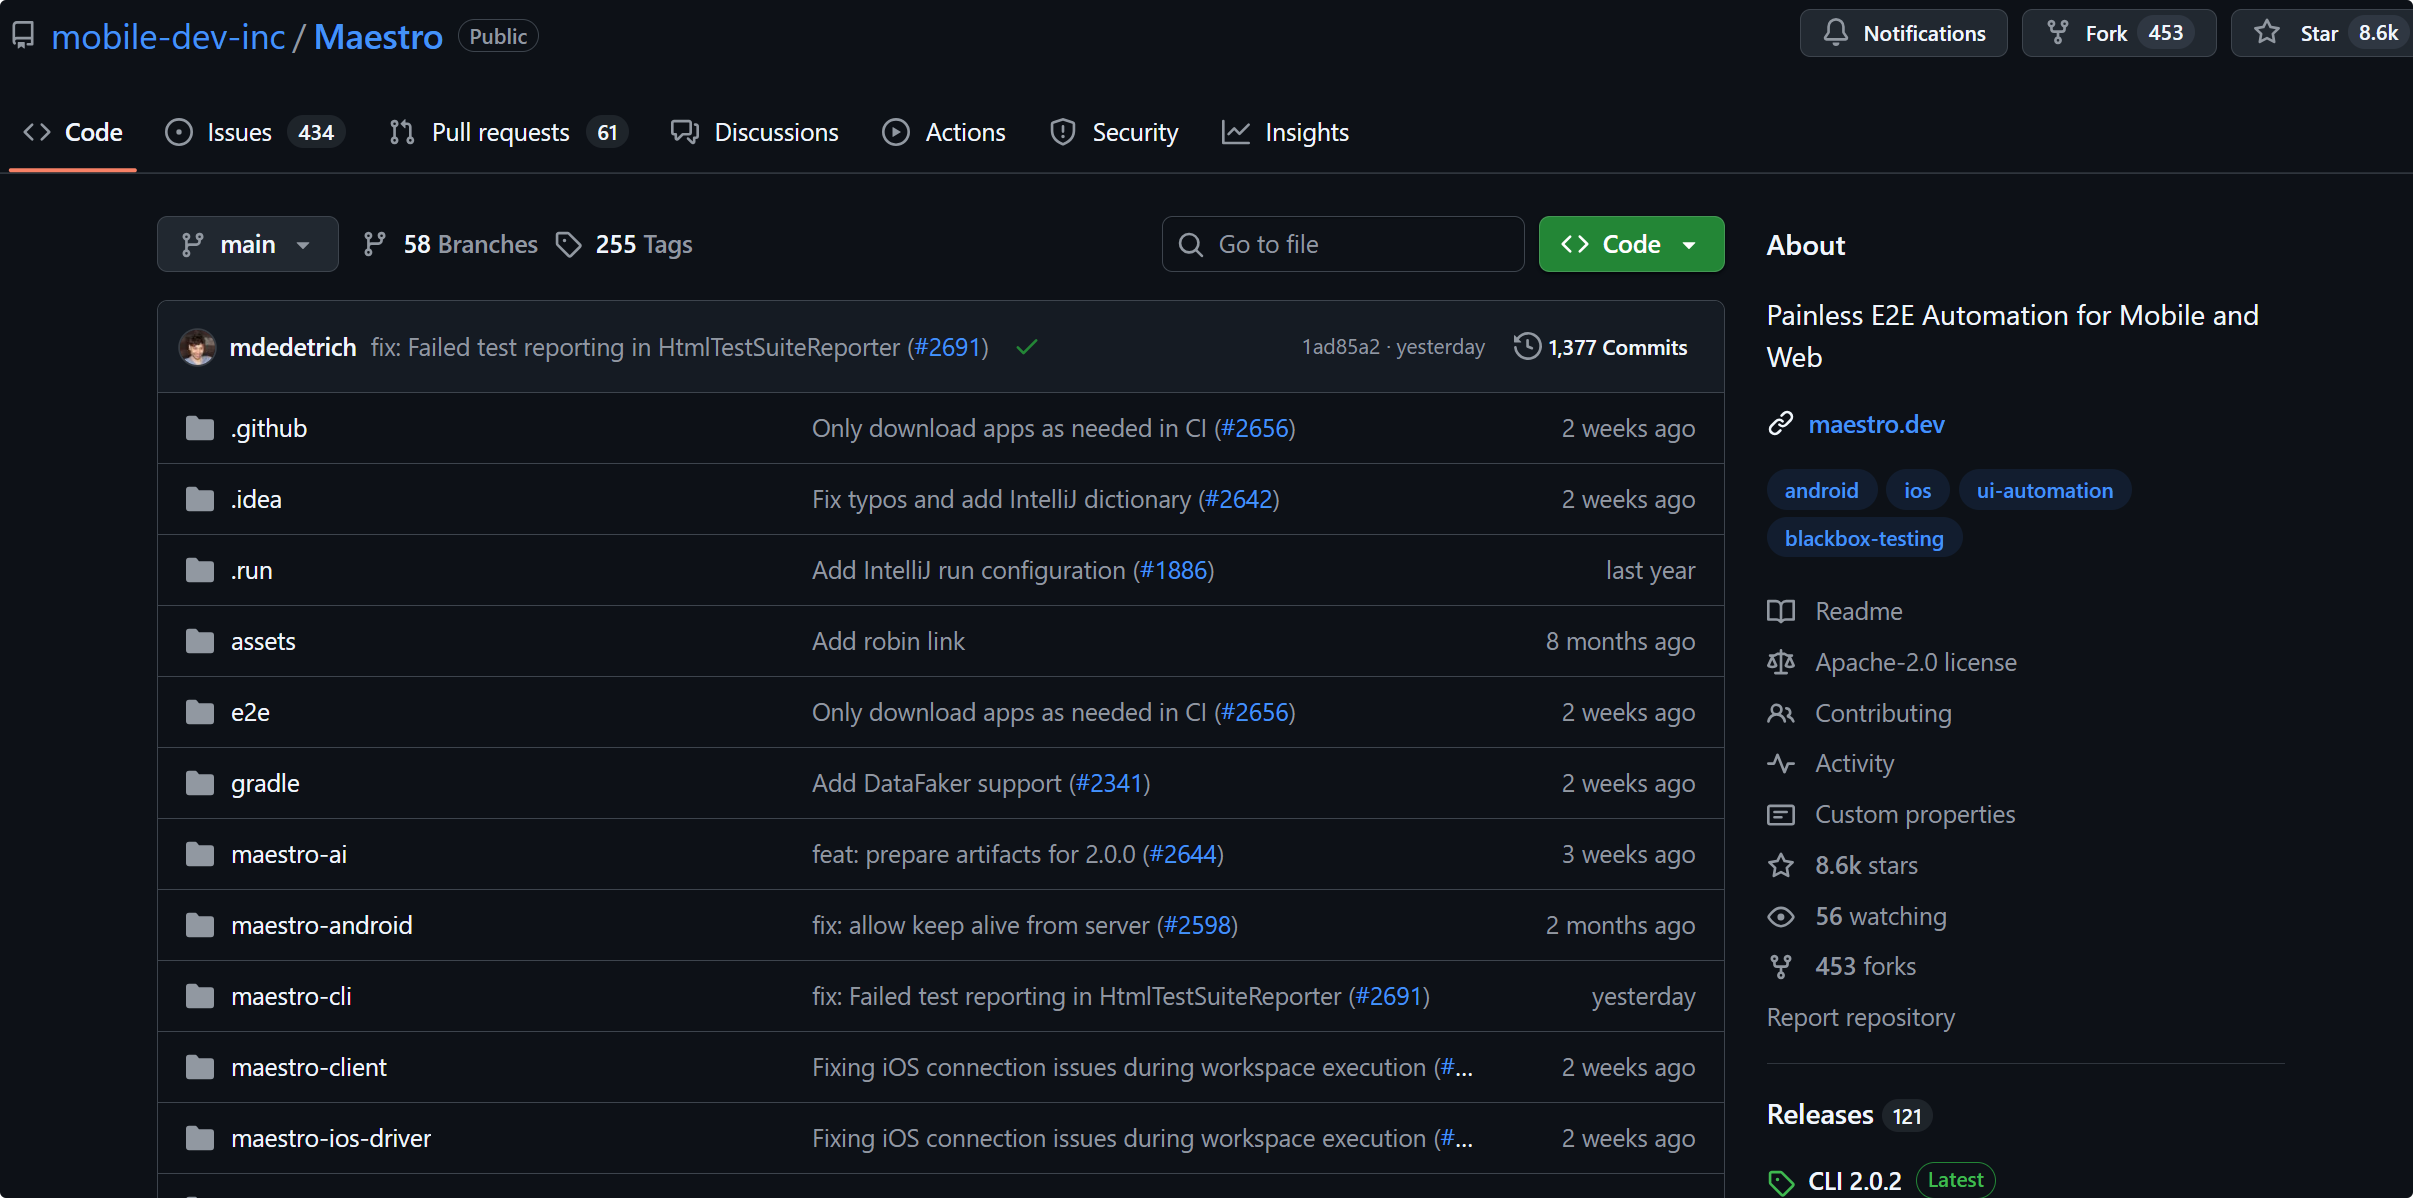 mobile-dev-inc / Maestro Public
Notifications
Fork 453
Star 8.6k
Code
Issues 434
Pull requests 61
Discussions
Actions
Security
Insights
main
58 Branches
255 Tags
Go to file
Code
mdedetrich fix: Failed test reporting in HtmlTestSuiteReporter (#2691) 1ad85a2 · yesterday 1,377 Commits
.github Only download apps as needed in CI (#2656) 2 weeks ago
.idea Fix typos and add IntelliJ dictionary (#2642) 2 weeks ago
.run Add IntelliJ run configuration (#1886) last year
assets Add robin link 8 months ago
e2e Only download apps as needed in CI (#2656) 2 weeks ago
gradle Add DataFaker support (#2341) 2 weeks ago
maestro-ai feat: prepare artifacts for 2.0.0 (#2644) 3 weeks ago
maestro-android fix: allow keep alive from server (#2598) 2 months ago
maestro-cli fix: Failed test reporting in HtmlTestSuiteReporter (#2691) yesterday
maestro-client Fixing iOS connection issues during workspace execution (#... 2 weeks ago
maestro-ios-driver Fixing iOS connection issues during workspace execution (#... 2 weeks ago
About
Painless E2E Automation for Mobile and
Web
maestro.dev
android ios ui-automation
blackbox-testing
Readme
Apache-2.0 license
Contributing
Activity
Custom properties
8.6k stars
56 watching
453 forks
Report repository
Releases 121
CLI 2.0.2 Latest